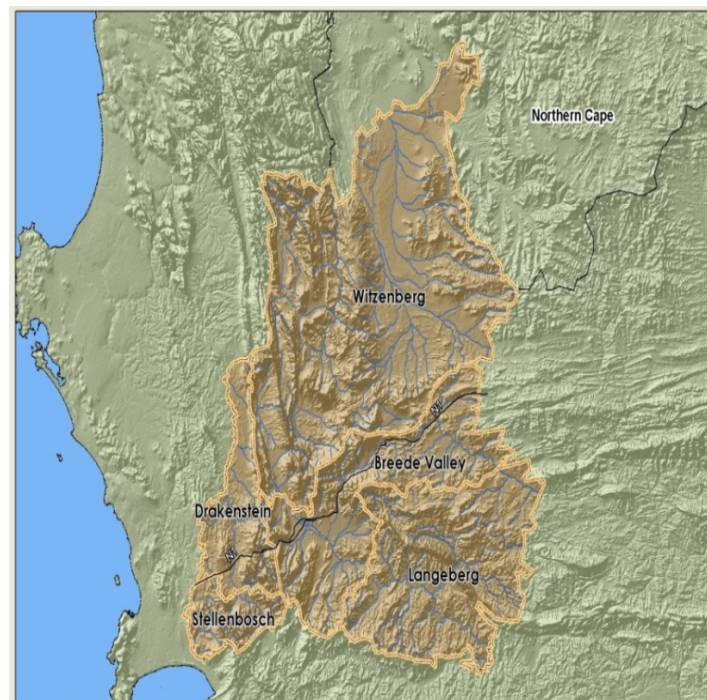 Northern Cape
Witzenberg
N1
Breede Valley
Drakenstein
N1
Langeberg
Stellenbosch